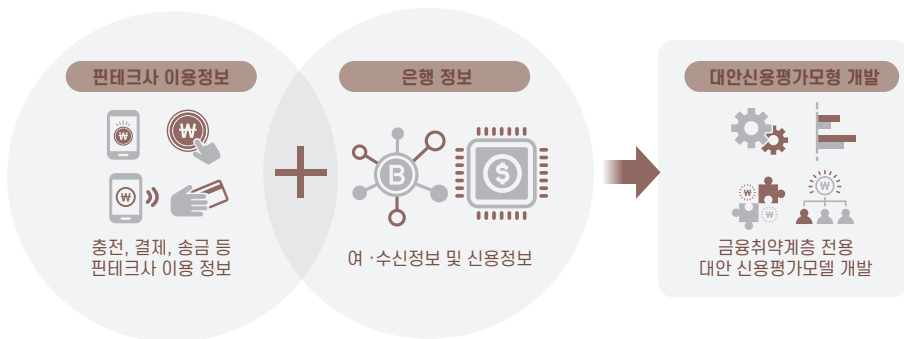 핀테크사 이용정보
충전, 결제, 송금 등
핀테크사 이용 정보
은행 정보
B
$
여 ·수신정보 및 신용정보
대안신용평가모형 개발
금융취약계층 전용
대안 신용평가모델 개발